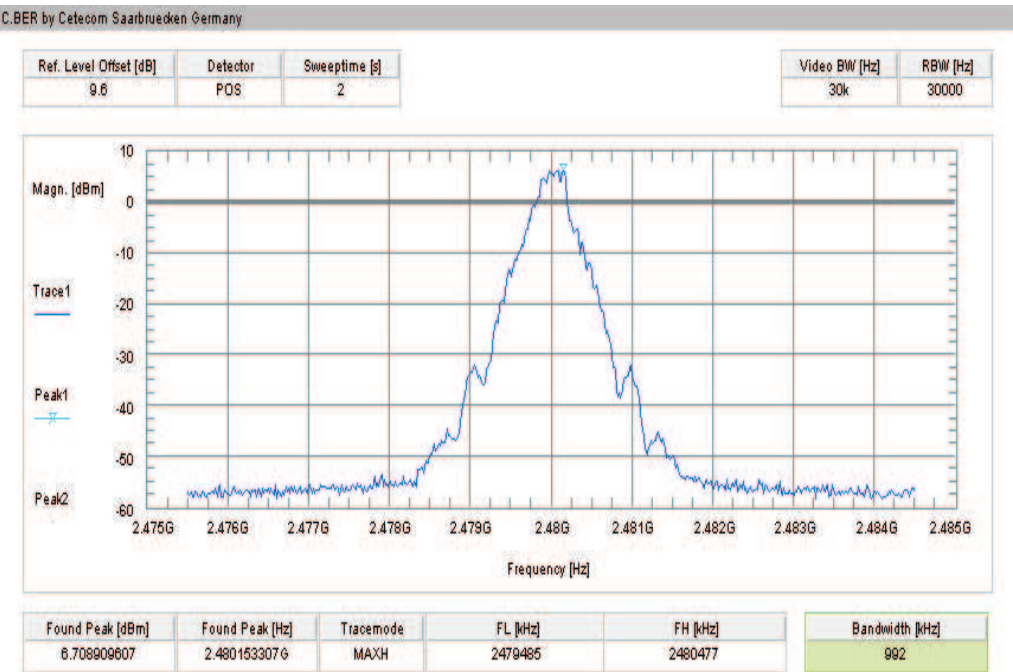 C.BER by Cetecom Saarbruecken Germany
Ref. Level Offset [dB] Detector Sweeptime [s] Video BW [Hz] RBW [Hz]
9.6 POS 2 30k 30000
Magn. [dBm]
10
0
-10
-20
-30
-40
-50
-60
Trace1
Peak1
Peak2
2.475G 2.476G 2.477G 2.478G 2.479G 2.48G 2.481G 2.482G 2.483G 2.484G 2.485G
Frequency [Hz]
Found Peak [dBm] Found Peak [Hz] Tracemode FL [kHz] FH [kHz] Bandwidth [kHz]
6.708909607 2.480153307G MAXH 2479485 2480477 992